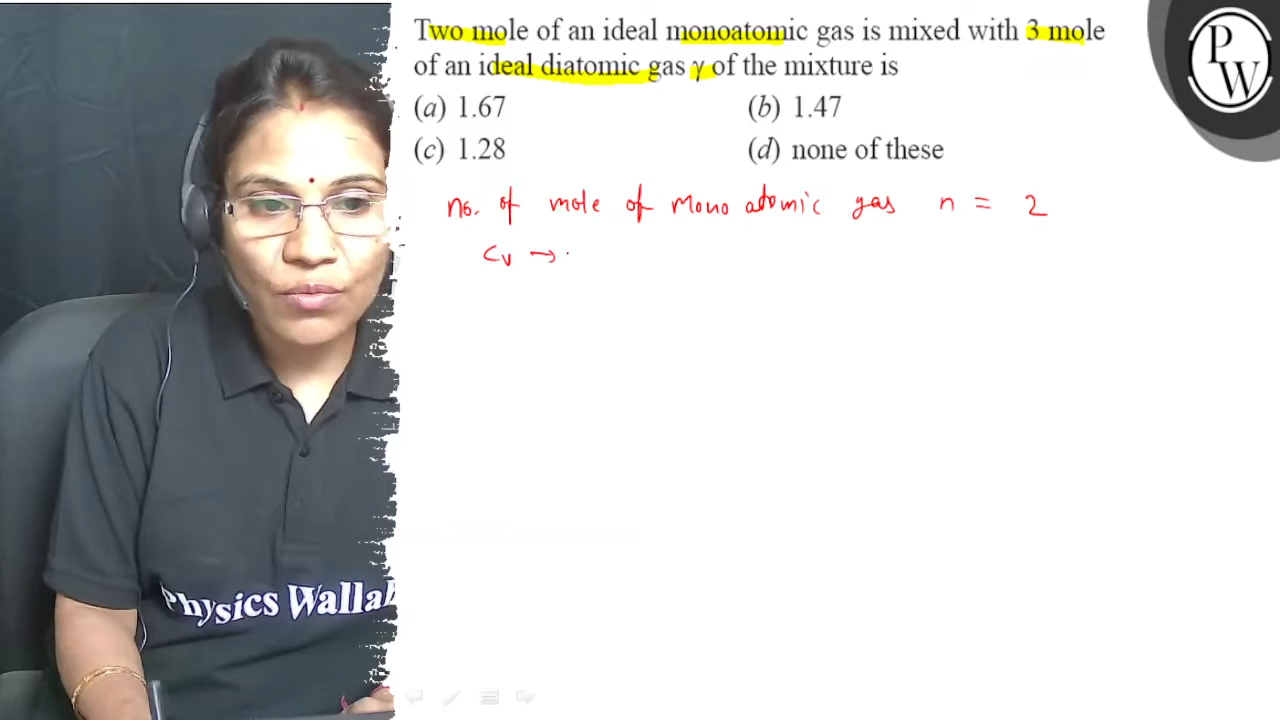 Two mole of an ideal monoatomic gas is mixed with 3 mole
of an ideal diatomic gas γ of the mixture is
(a) 1.67 (b) 1.47
(c) 1.28 (d) none of these
no. of mole of Mono atomic gas n = 2
Cv →
PW
Physics Wallah